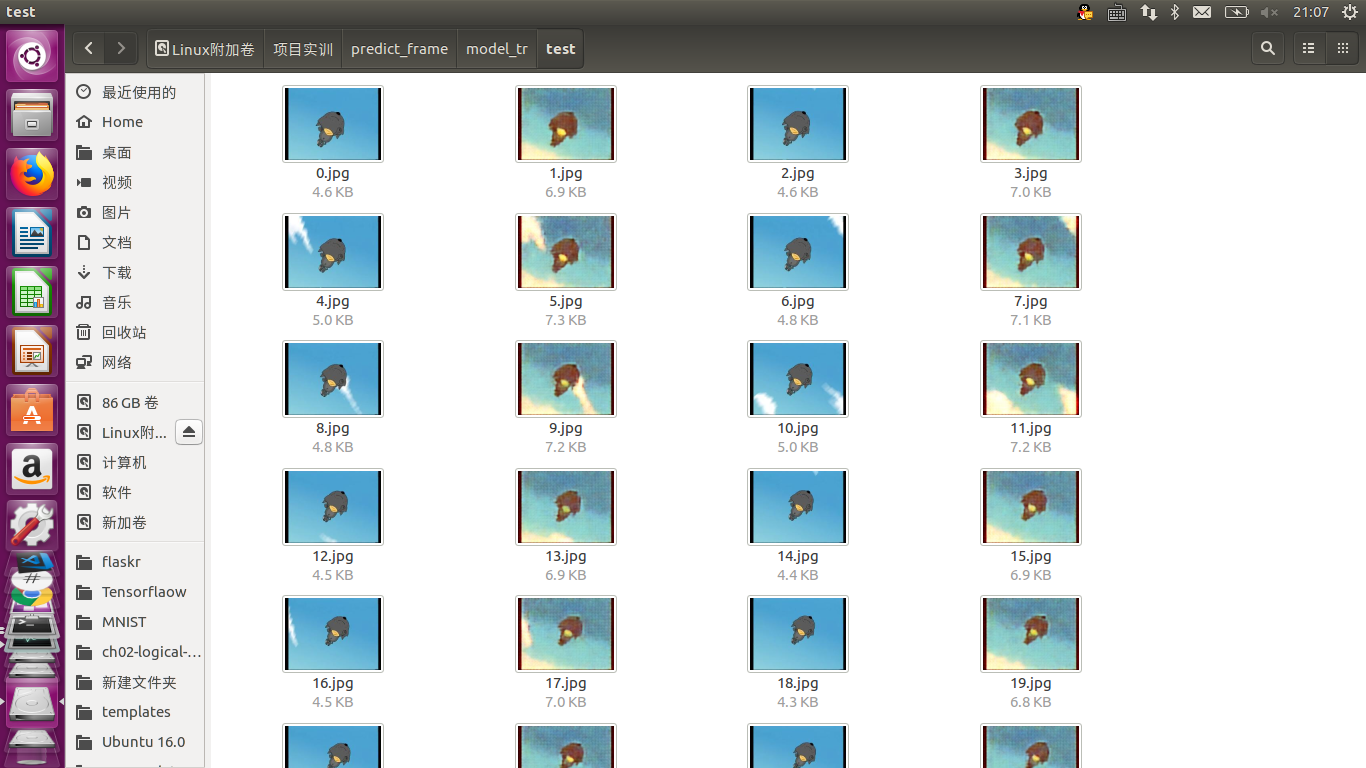 test
21:07
Linux附加卷 项目实训 predict_frame model_tr test
最近使用的
Home
桌面
视频
图片
文档
下载
音乐
回收站
网络
86 GB 卷
Linux附...
计算机
软件
新加卷
flaskr
Tensorflaow
MNIST
ch02-logical-...
新建文件夹
templates
Ubuntu 16.0
0.jpg 1.jpg 2.jpg 3.jpg
4.6 KB 6.9 KB 4.6 KB 7.0 KB
4.jpg 5.jpg 6.jpg 7.jpg
5.0 KB 7.3 KB 4.8 KB 7.1 KB
8.jpg 9.jpg 10.jpg 11.jpg
4.8 KB 7.2 KB 5.0 KB 7.2 KB
12.jpg 13.jpg 14.jpg 15.jpg
4.5 KB 6.9 KB 4.4 KB 6.9 KB
16.jpg 17.jpg 18.jpg 19.jpg
4.5 KB 7.0 KB 4.3 KB 6.8 KB